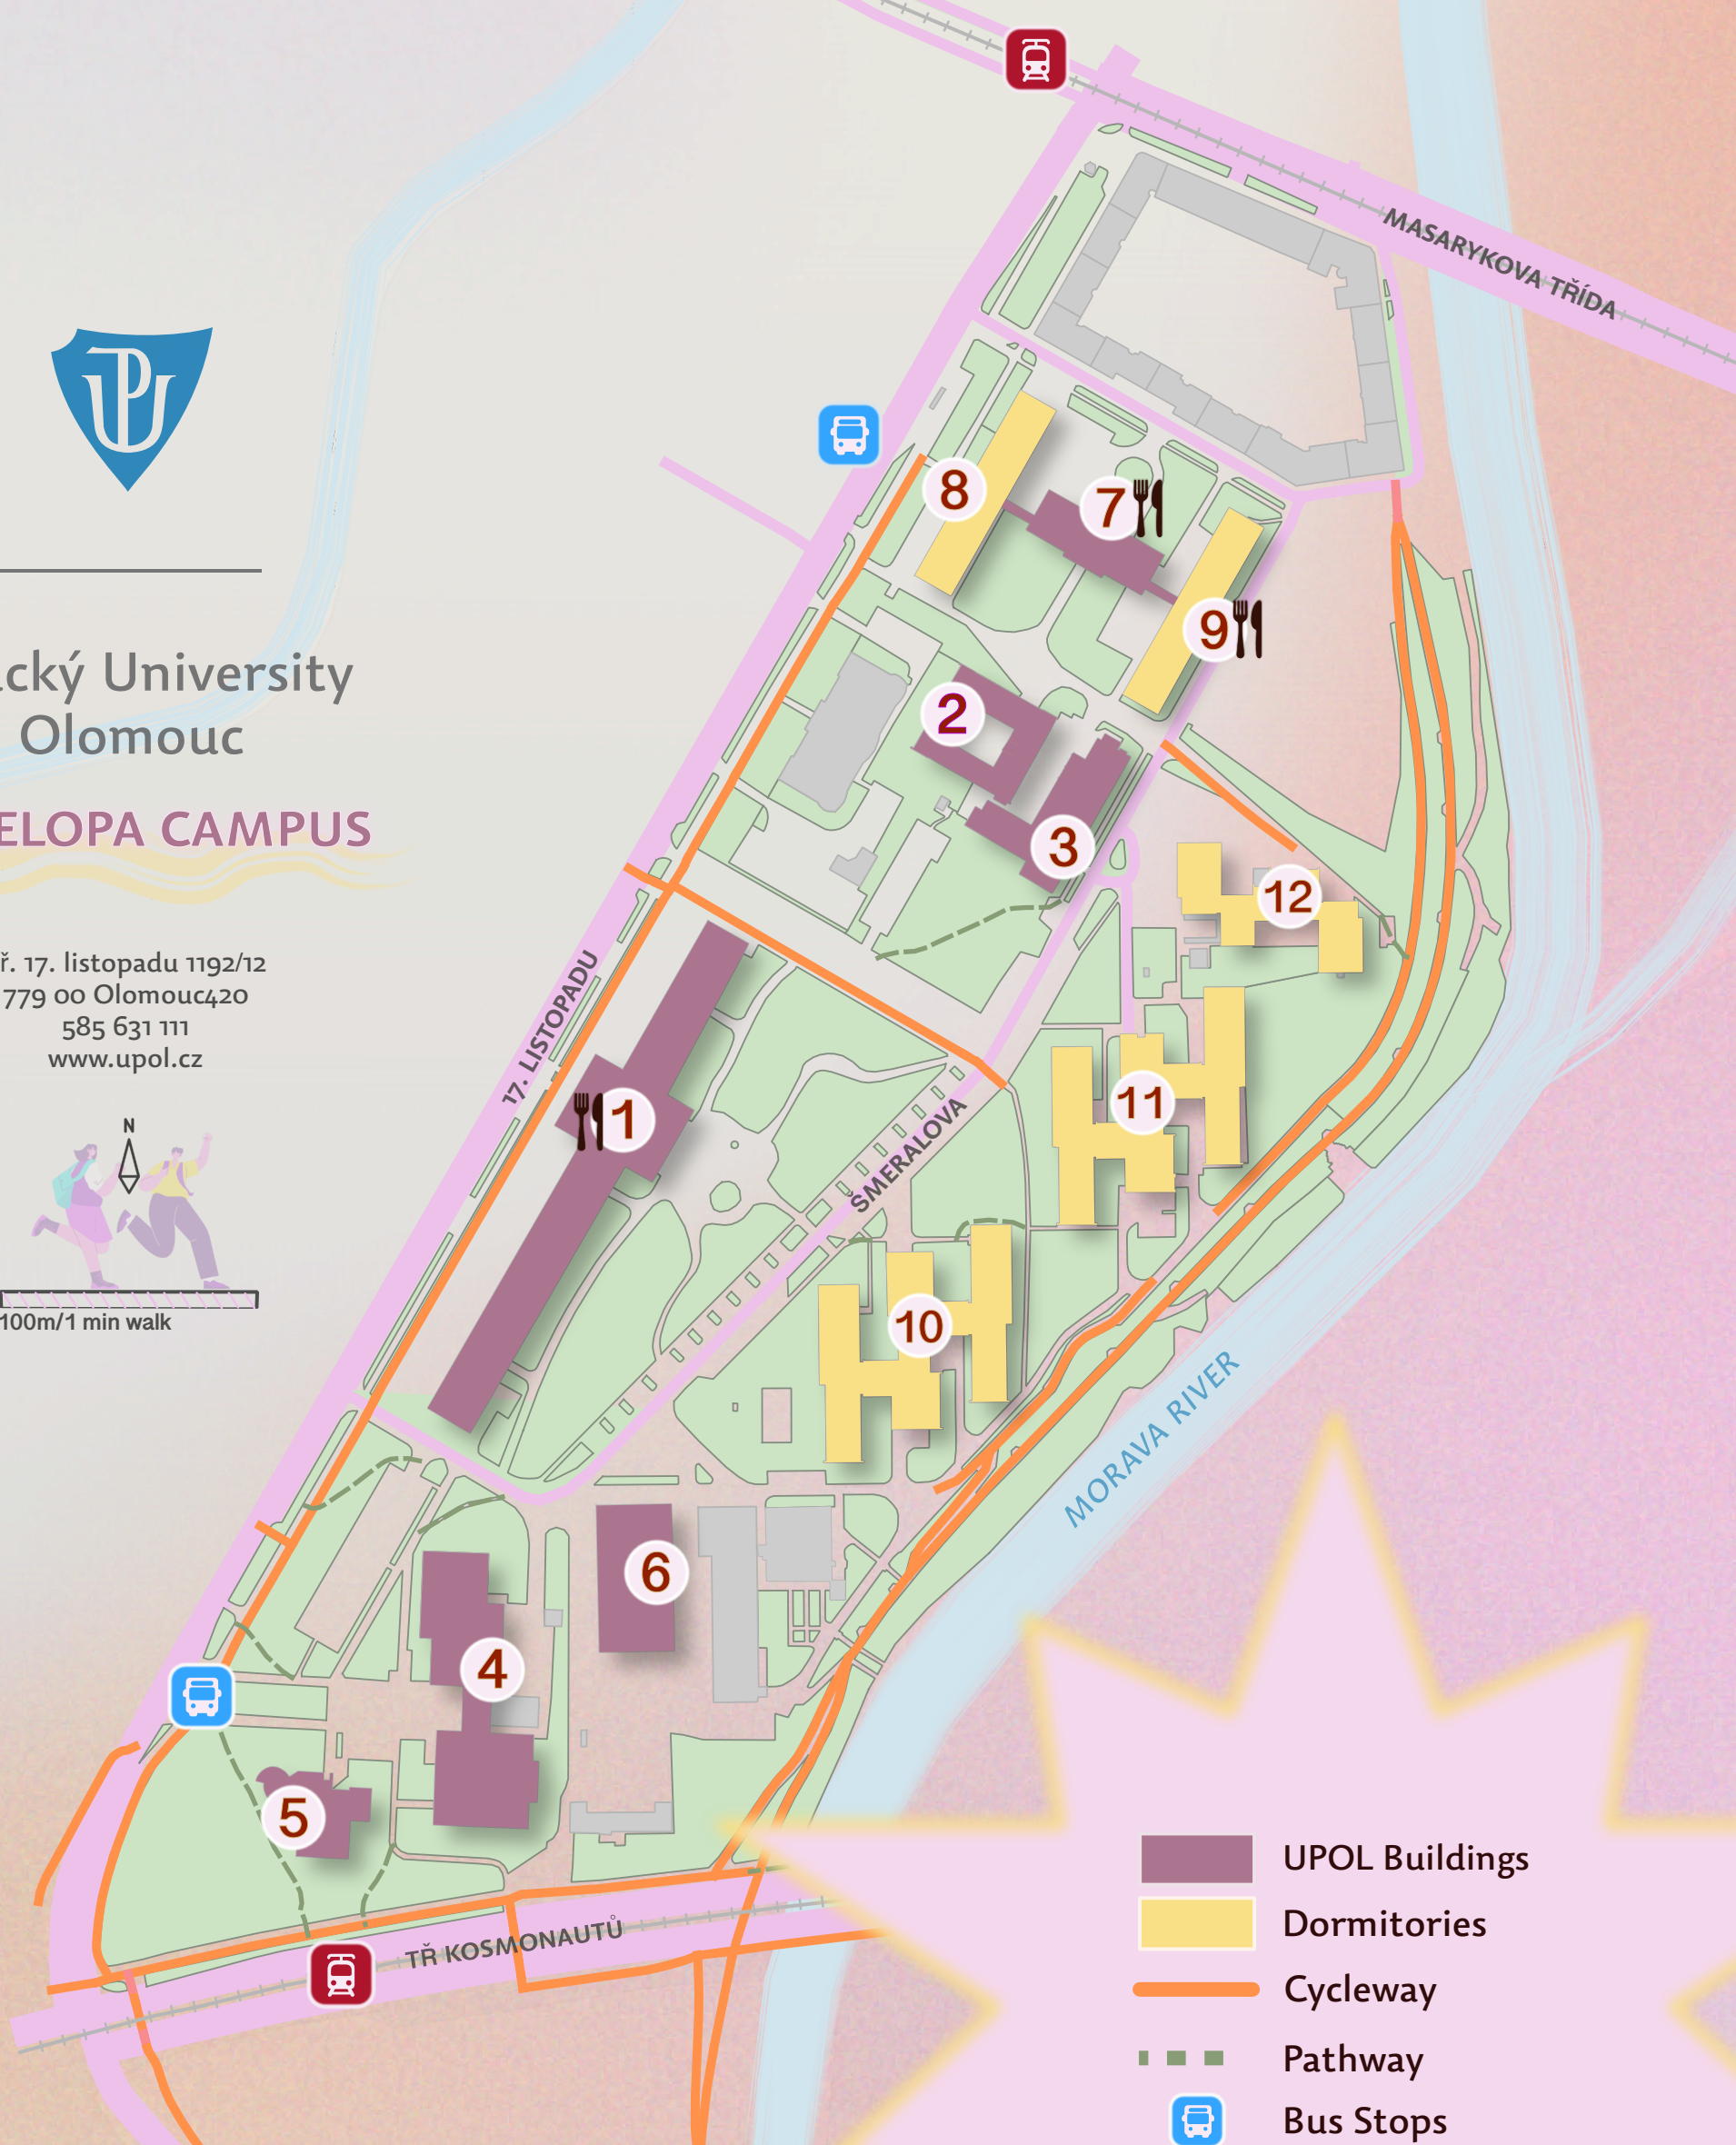 MASARYKOVA TŘÍDA
8
7
9
cký University
Olomouc
2
ELOPA CAMPUS
3
12
ř. 17. listopadu 1192/12
779 00 Olomouc420
585 631 111
www.upol.cz
17. LISTOPADU
1
11
ŠMERALOVA
N
100m/1 min walk
10
MORAVA RIVER
6
4
5
TŘ KOSMONAUTŮ
UPOL Buildings
Dormitories
Cycleway
Pathway
Bus Stops